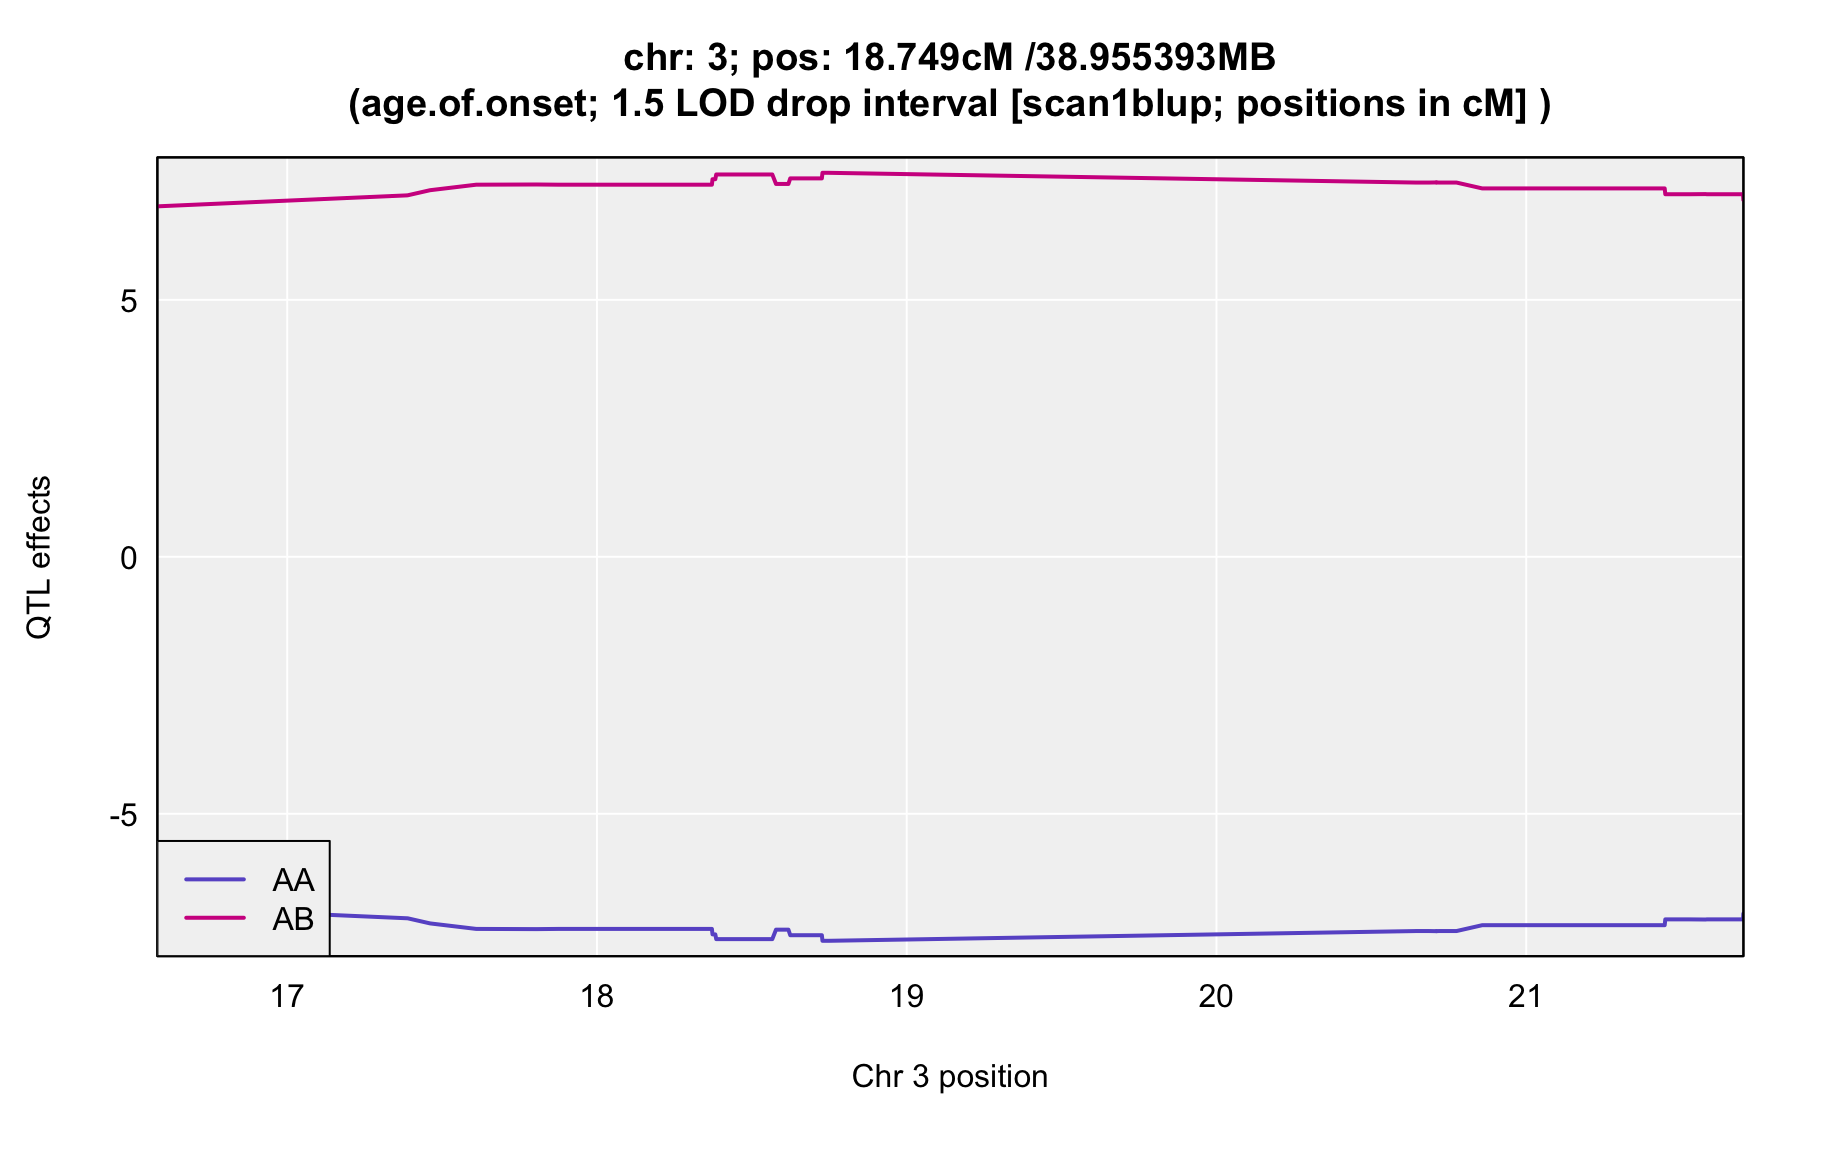 chr: 3; pos: 18.749cM /38.955393MB
(age.of.onset; 1.5 LOD drop interval [scan1blup; positions in cM] )
QTL effects
5
0
-5
AA
AB
17 18 19 20 21
Chr 3 position